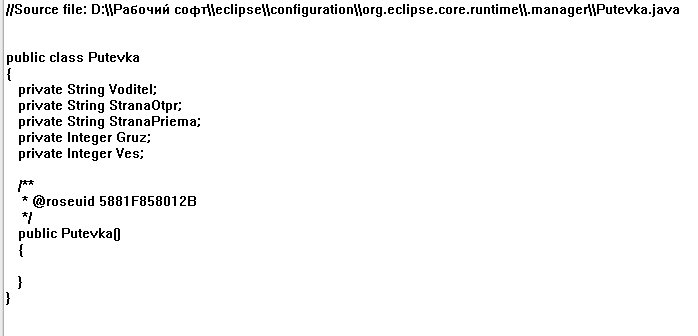 //Source file: D:\\Рабочий софт\\eclipse\\configuration\\org.eclipse.core.runtime\\.manager\\Putevka.java
public class Putevka
{
private String Voditel;
private String StranaOtpr;
private String StranaPriema;
private Integer Gruz;
private Integer Ves;
/**
* @roseuid 5881F858012B
*/
public Putevka()
{
}
}